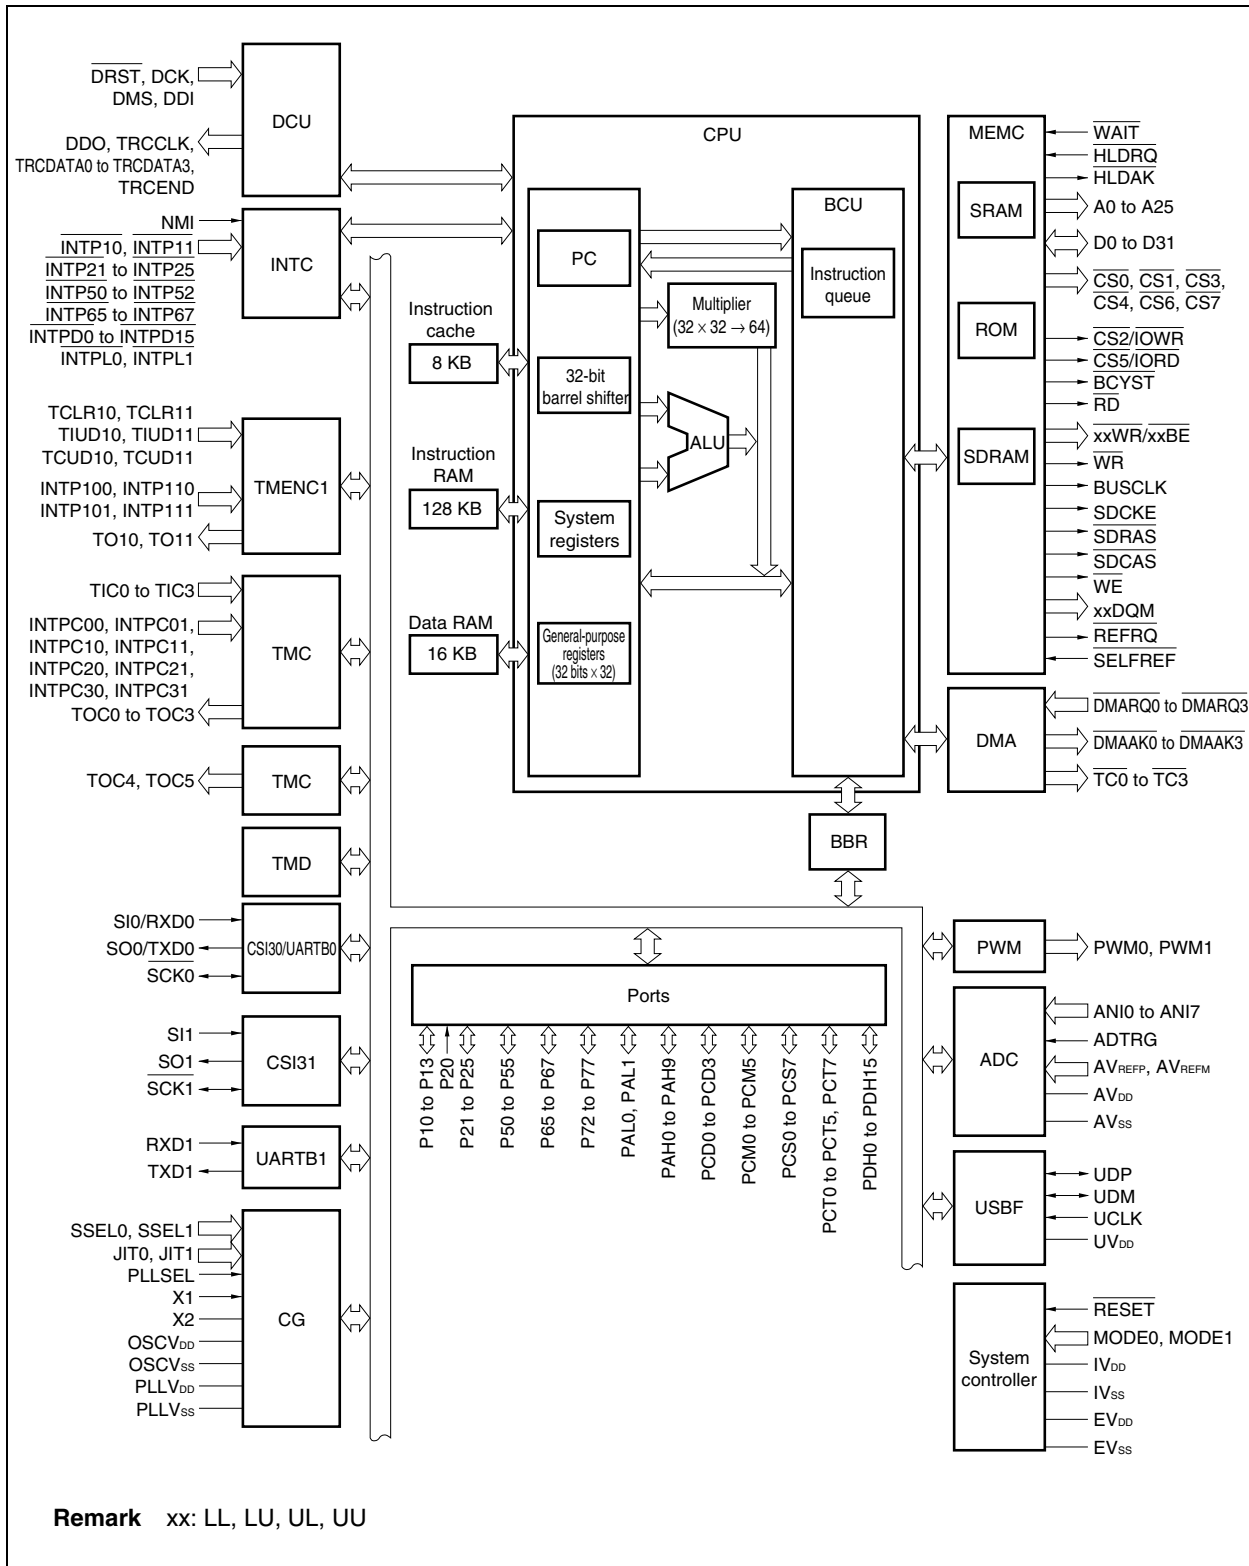 DRST, DCK,
DMS, DDI
DDO, TRCCLK,
TRCDATA0 to TRCDATA3,
TRCEND
DCU
NMI
INTP10, INTP11
INTP21 to INTP25
INTP50 to INTP52
INTP65 to INTP67
INTPD0 to INTPD15
INTPL0, INTPL1
INTC
TCLR10, TCLR11
TIUD10, TIUD11
TCUD10, TCUD11
INTP100, INTP110
INTP101, INTP111
TO10, TO11
TMENC1
TIC0 to TIC3
INTPC00, INTPC01,
INTPC10, INTPC11,
INTPC20, INTPC21,
INTPC30, INTPC31
TOC0 to TOC3
TMC
TOC4, TOC5
TMC
TMD
SI0/RXD0
SO0/TXD0
SCK0
CSI30/UARTB0
SI1
SO1
SCK1
CSI31
RXD1
TXD1
UARTB1
SSEL0, SSEL1
JIT0, JIT1
PLLSEL
X1
X2
OSCVDD
OSCVSS
PLLVDD
PLLVSS
CG
CPU
Instruction
cache
8 KB
Instruction
RAM
128 KB
Data RAM
16 KB
PC
32-bit
barrel shifter
System
registers
General-purpose
registers
(32 bits × 32)
Multiplier
(32 × 32 → 64)
ALU
BCU
Instruction
queue
BBR
Ports
P10 to P13
P20
P21 to P25
P50 to P55
P65 to P67
P72 to P77
PAL0, PAL1
PAH0 to PAH9
PCD0 to PCD3
PCM0 to PCM5
PCS0 to PCS7
PCT0 to PCT5, PCT7
PDH0 to PDH15
MEMC
SRAM
ROM
SDRAM
WAIT
HLDRQ
HLDAK
A0 to A25
D0 to D31
CS0, CS1, CS3,
CS4, CS6, CS7
CS2/IOWR
CS5/IORD
BCYST
RD
xxWR/xxBE
WR
BUSCLK
SDCKE
SDRAS
SDCAS
WE
xxDQM
REFRQ
SELFREF
DMA
DMARQ0 to DMARQ3
DMAAK0 to DMAAK3
TC0 to TC3
PWM
PWM0, PWM1
ADC
ANI0 to ANI7
ADTRG
AVREFP, AVREFM
AVDD
AVSS
USBF
UDP
UDM
UCLK
UVDD
System
controller
RESET
MODE0, MODE1
IVDD
IVSS
EVDD
EVSS
Remark xx: LL, LU, UL, UU